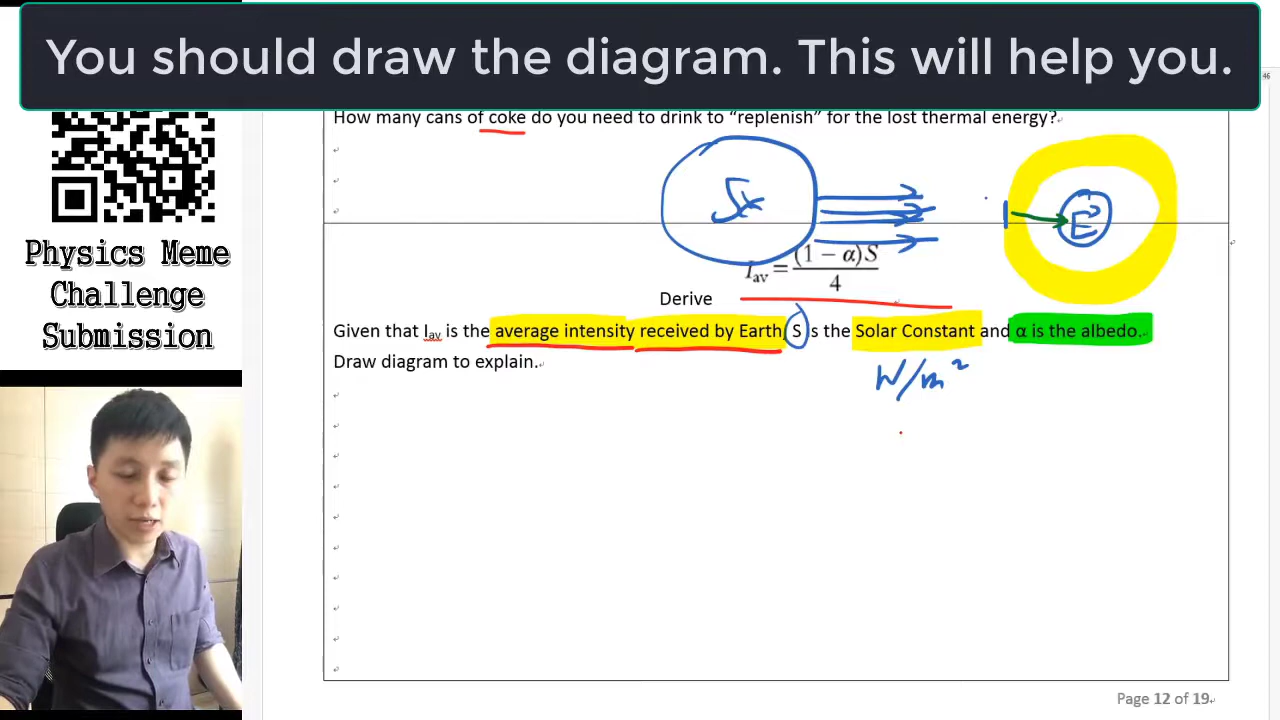 You should draw the diagram. This will help you.
46
How many cans of coke do you need to drink to “replenish” for the lost thermal energy?
Physics Meme
Challenge
Submission
E
Derive I_av = (1 − α)S / 4
Given that I_av is the average intensity received by Earth, S is the Solar Constant and α is the albedo.
Draw diagram to explain.
W/m²
Page 12 of 19